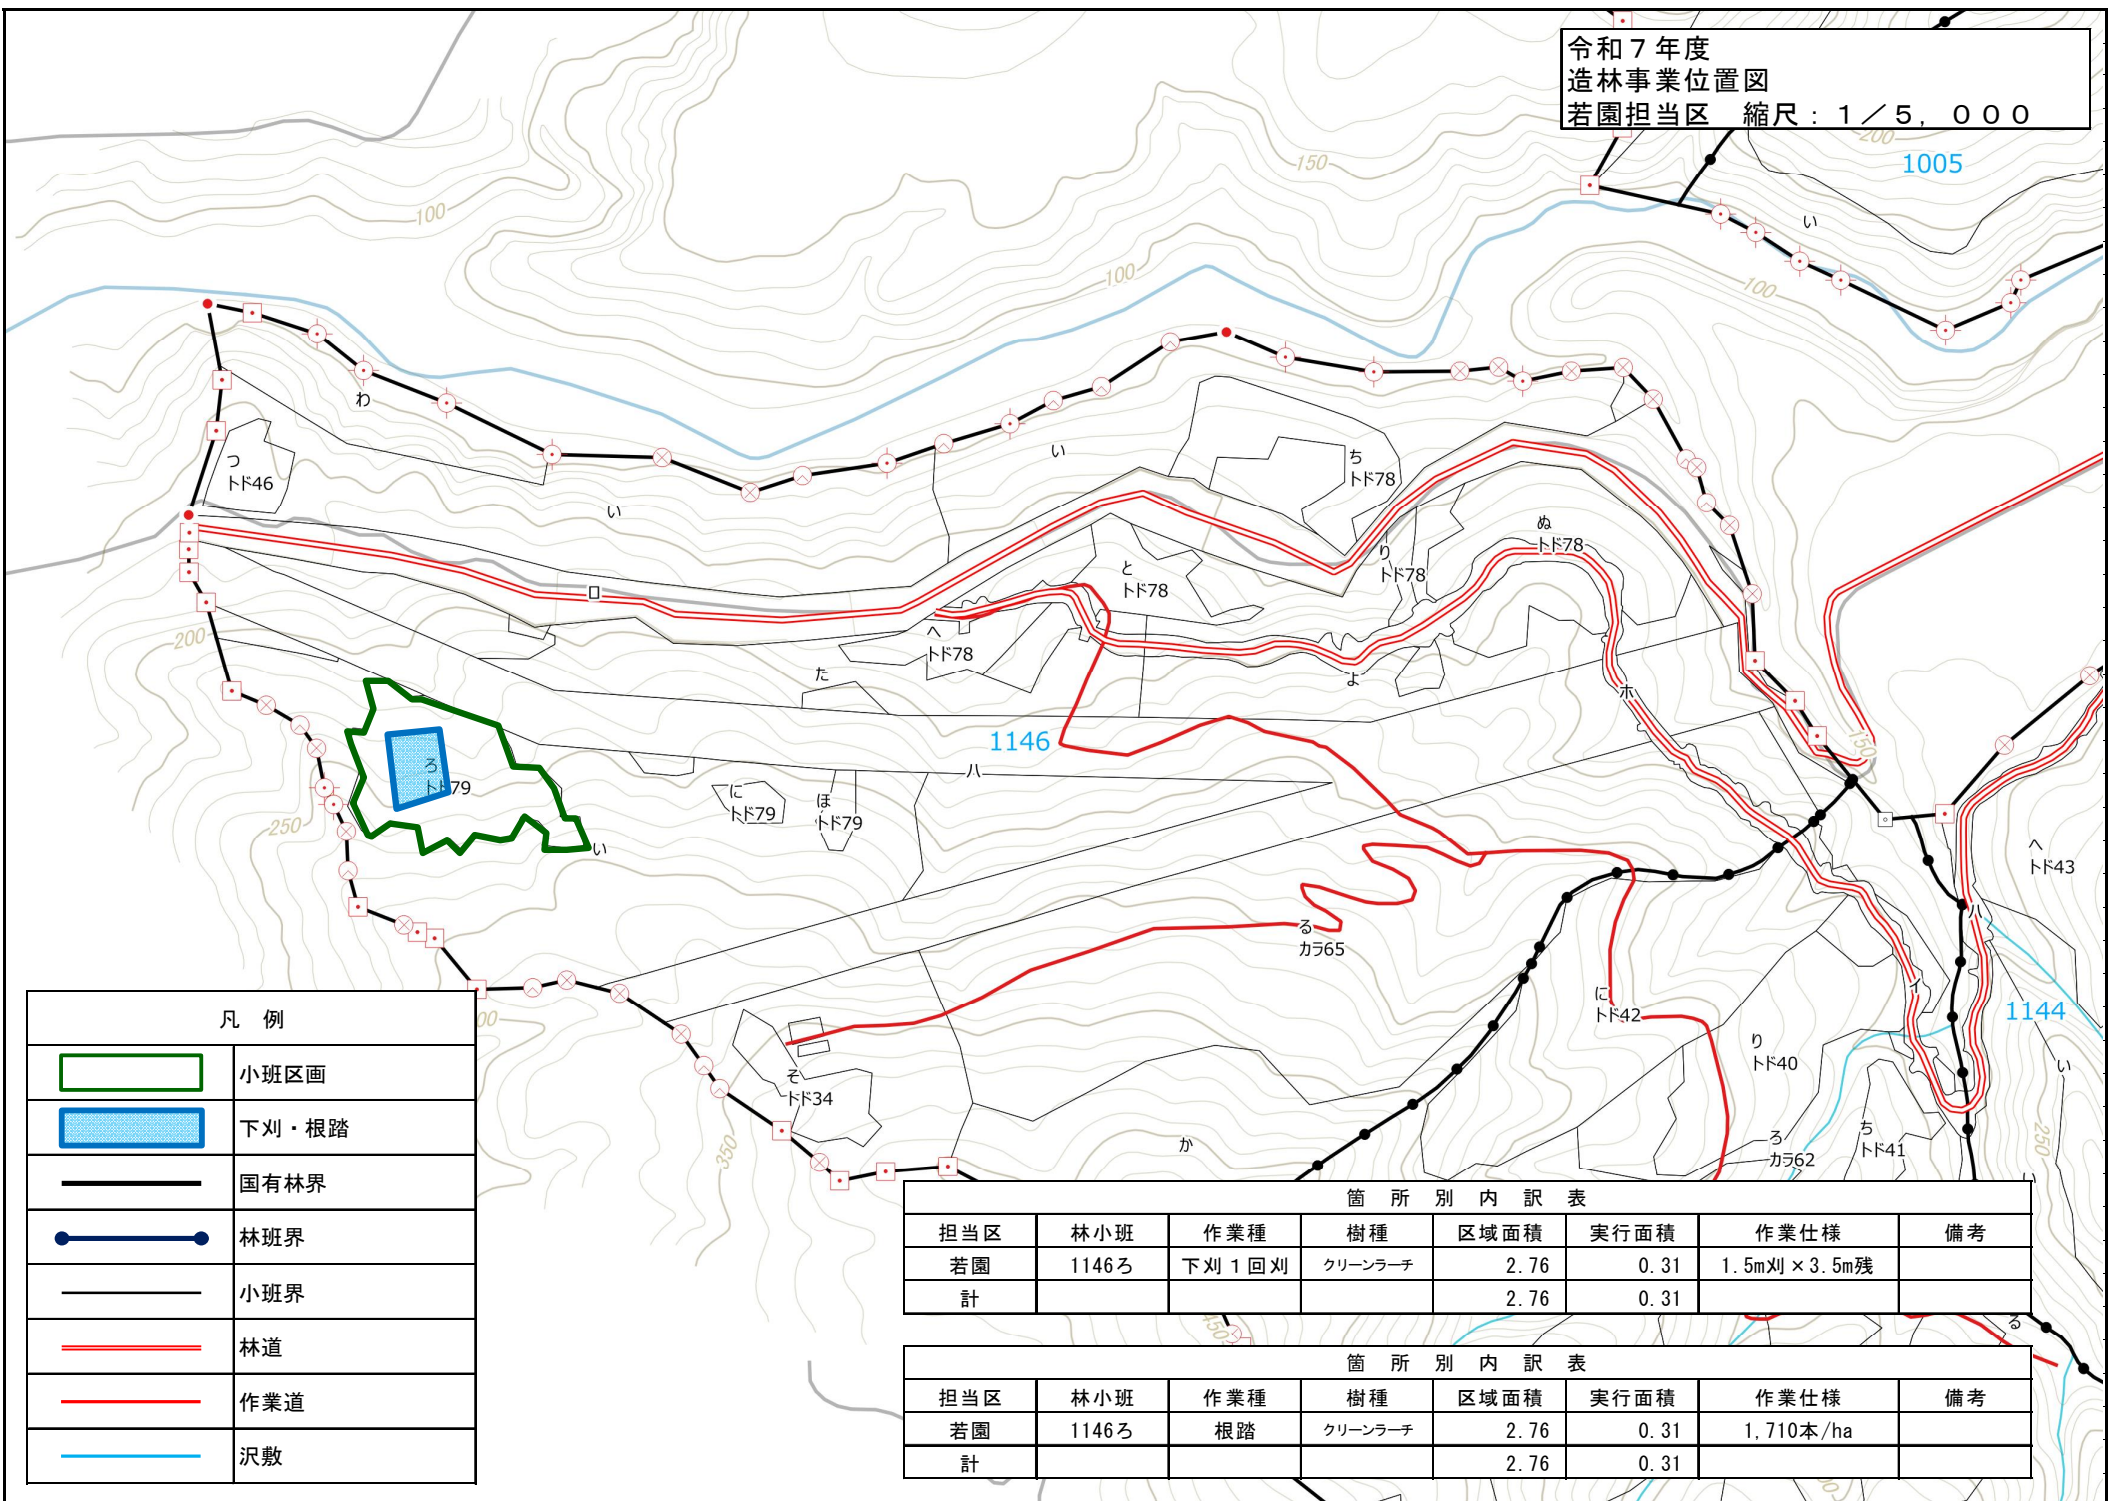 令和７年度
造林事業位置図
若園担当区　縮尺：１／５，０００
1005
200
150
い
100
100
100
わ
い
ち
トド78
つ
トド46
い
ぬ
トド78
り
トド78
と
トド78
ロ
へ
トド78
200
た
よ
ホ
1146
150
ハ
ろ
トド79
に
トド79
ほ
トド79
250
い
へ
トド43
る
カラ65
ハ
イ
に
トド42
1144
00
り
トド40
い
そ
トド34
か
350
ろ
カラ62
ち
トド41
250
い
凡　例
小班区画
下刈・根踏
国有林界
林班界
小班界
林道
作業道
沢敷
箇　所　別　内　訳　表
担当区 林小班 作業種 樹種 区域面積 実行面積 作業仕様 備考
若園 1146ろ 下刈１回刈 クリーンラーチ 2.76 0.31 1.5m刈×3.5m残
計 2.76 0.31
450
る
箇　所　別　内　訳　表
担当区 林小班 作業種 樹種 区域面積 実行面積 作業仕様 備考
若園 1146ろ 根踏 クリーンラーチ 2.76 0.31 1,710本/ha
計 2.76 0.31